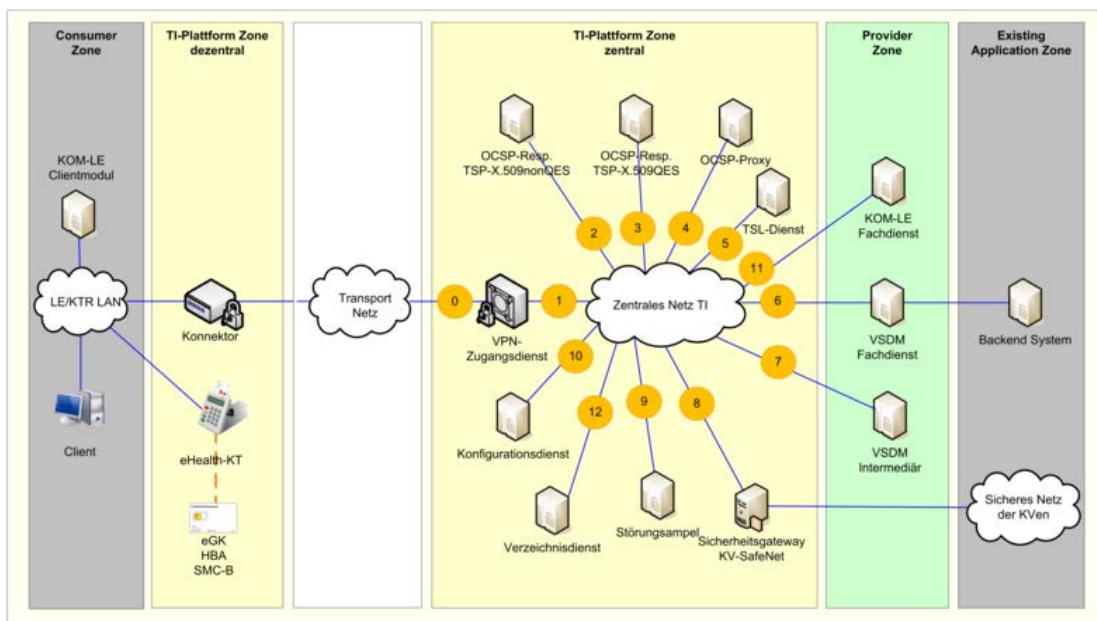 Consumer
Zone
TI-Plattform Zone
dezentral
TI-Plattform Zone
zentral
Provider
Zone
Existing
Application Zone
KOM-LE
Clientmodul
LE/KTR LAN
Client
Konnektor
eHealth-KT
eGK
HBA
SMC-B
Transport
Netz
0
VPN-
Zugangsdienst
1
OCSP-Resp.
TSP-X.509nonQES
OCSP-Resp.
TSP-X.509QES
OCSP-Proxy
TSL-Dienst
2
3
4
5
11
Zentrales Netz TI
6
7
10
12
9
8
Konfigurationsdienst
Verzeichnisdienst
Störungsampel
Sicherheitsgateway
KV-SafeNet
KOM-LE
Fachdienst
VSDM
Fachdienst
VSDM
Intermediär
Backend System
Sicheres Netz
der KVen